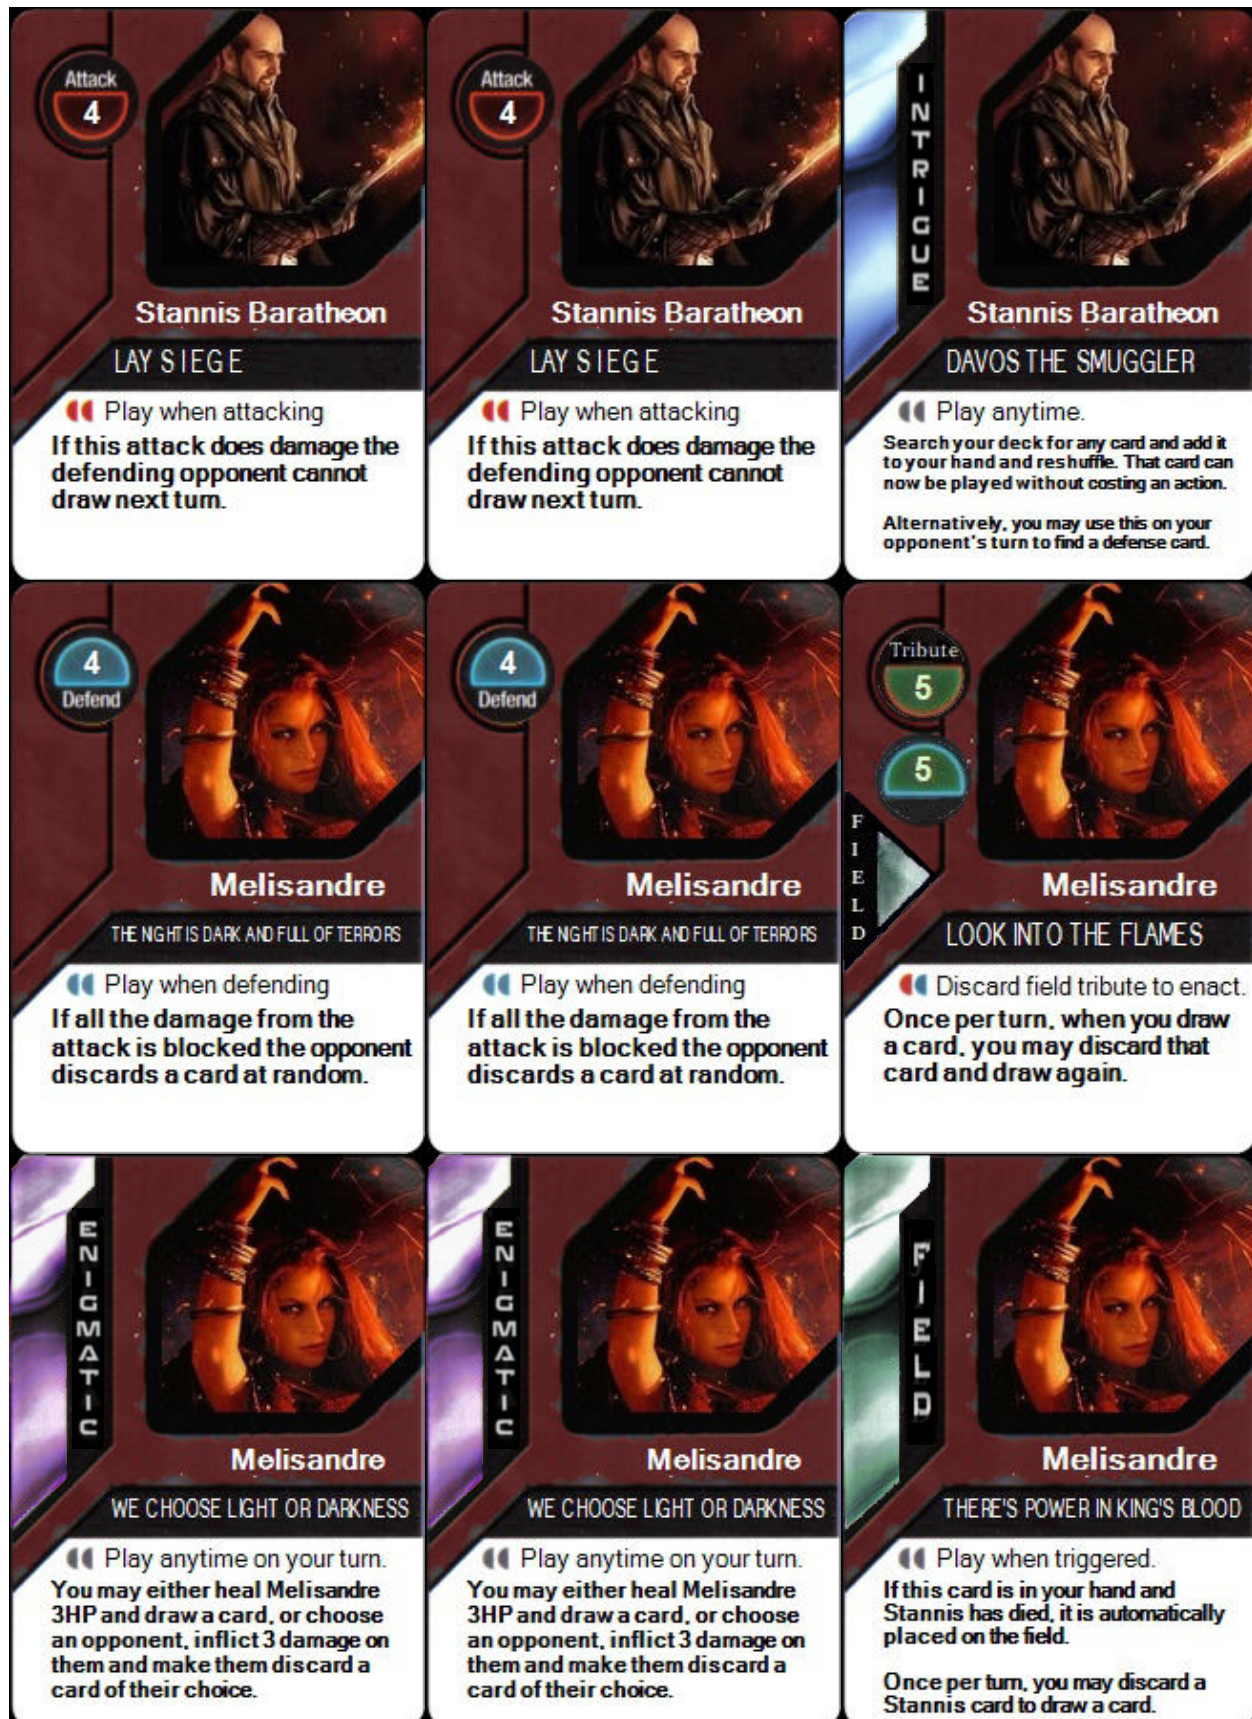 Attack
4
Stannis Baratheon
LAY SIEGE
Play when attacking
If this attack does damage the
defending opponent cannot
draw next turn.
Attack
4
Stannis Baratheon
LAY SIEGE
Play when attacking
If this attack does damage the
defending opponent cannot
draw next turn.
INTRIGUE
Stannis Baratheon
DAVOS THE SMUGGLER
Play anytime.
Search your deck for any card and add it
to your hand and reshuffle. That card can
now be played without costing an action.
Alternatively, you may use this on your
opponent's turn to find a defense card.
4
Defend
Melisandre
THE NIGHT IS DARK AND FULL OF TERRORS
Play when defending
If all the damage from the
attack is blocked the opponent
discards a card at random.
4
Defend
Melisandre
THE NIGHT IS DARK AND FULL OF TERRORS
Play when defending
If all the damage from the
attack is blocked the opponent
discards a card at random.
Tribute
5
5
FIELD
Melisandre
LOOK INTO THE FLAMES
Discard field tribute to enact.
Once per turn, when you draw
a card, you may discard that
card and draw again.
ENIGMATIC
Melisandre
WE CHOOSE LIGHT OR DARKNESS
Play anytime on your turn.
You may either heal Melisandre
3HP and draw a card, or choose
an opponent, inflict 3 damage on
them and make them discard a
card of their choice.
ENIGMATIC
Melisandre
WE CHOOSE LIGHT OR DARKNESS
Play anytime on your turn.
You may either heal Melisandre
3HP and draw a card, or choose
an opponent, inflict 3 damage on
them and make them discard a
card of their choice.
FIELD
Melisandre
THERE'S POWER IN KING'S BLOOD
Play when triggered.
If this card is in your hand and
Stannis has died, it is automatically
placed on the field.
Once per turn, you may discard a
Stannis card to draw a card.